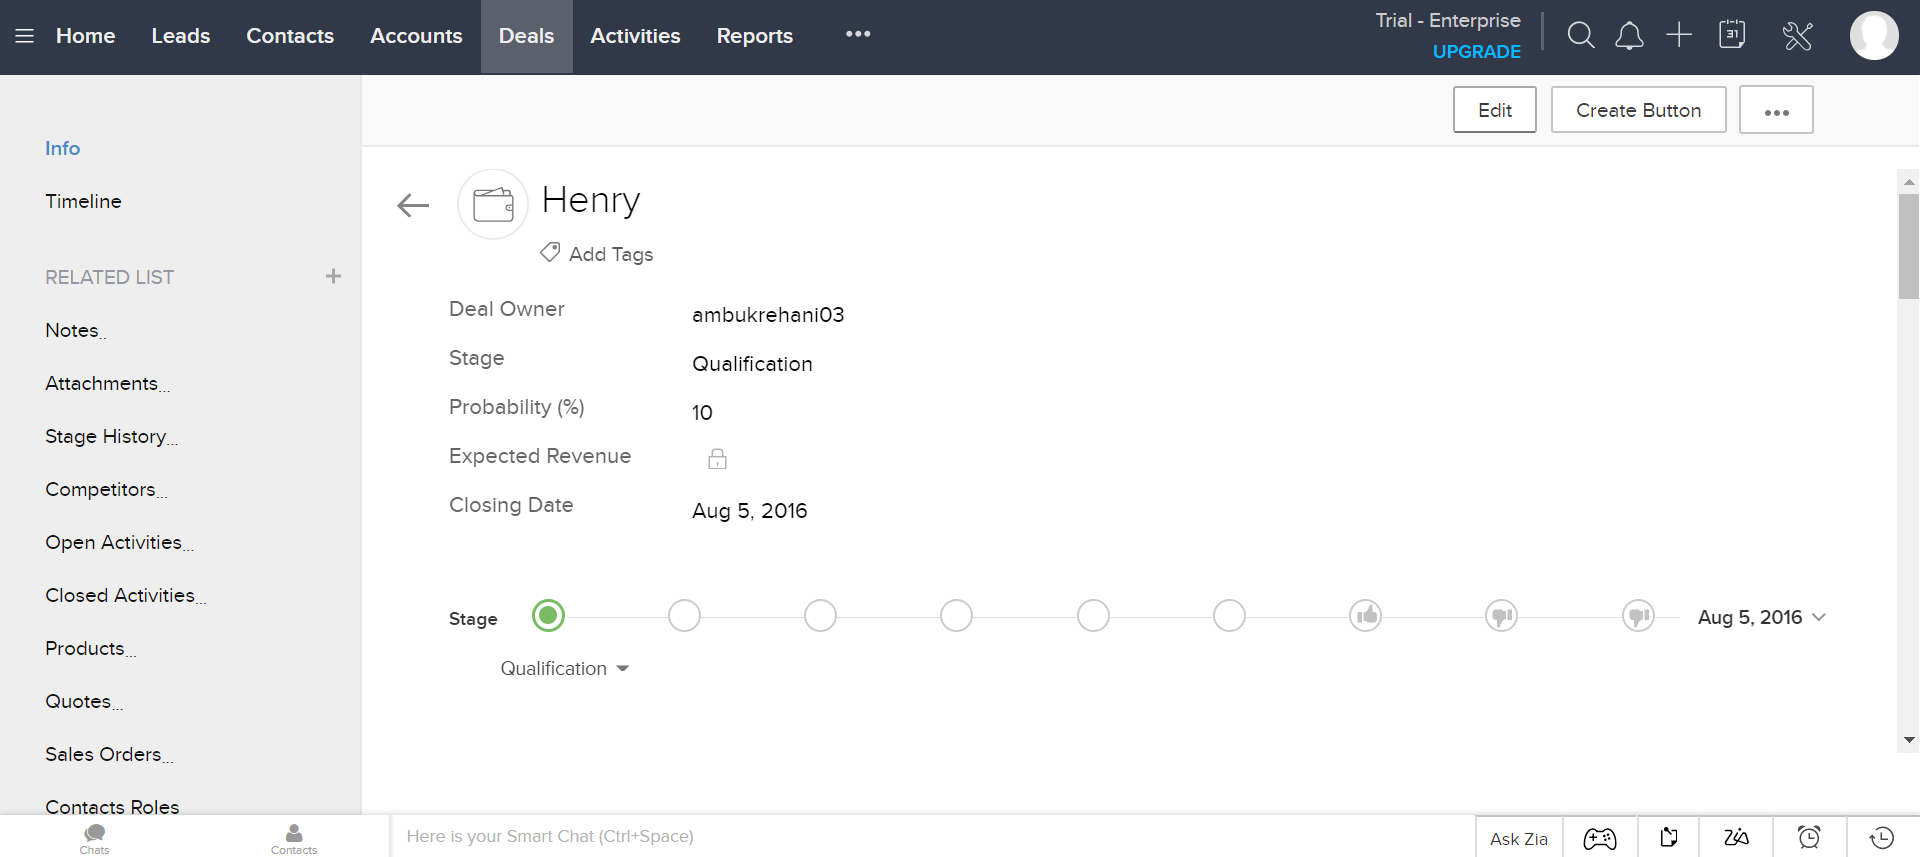 Home Leads Contacts Accounts Deals Activities Reports •••
Trial - Enterprise
UPGRADE
31
Edit Create Button •••
Info
Timeline
RELATED LIST +
Notes..
Attachments...
Stage History...
Competitors...
Open Activities...
Closed Activities...
Products...
Quotes...
Sales Orders...
Contacts Roles
Henry
Add Tags
Deal Owner ambukrehani03
Stage Qualification
Probability (%) 10
Expected Revenue
Closing Date Aug 5, 2016
Stage Aug 5, 2016
Qualification
Chats Contacts
Here is your Smart Chat (Ctrl+Space)
Ask Zia